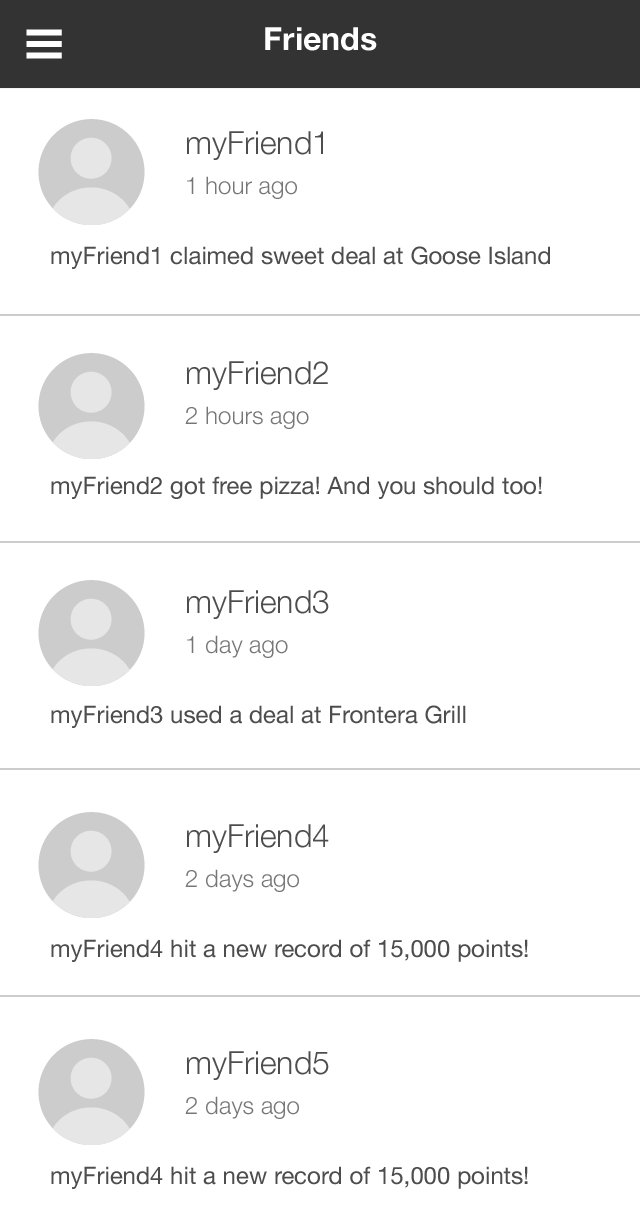 Friends
myFriend1
1 hour ago
myFriend1 claimed sweet deal at Goose Island
myFriend2
2 hours ago
myFriend2 got free pizza! And you should too!
myFriend3
1 day ago
myFriend3 used a deal at Frontera Grill
myFriend4
2 days ago
myFriend4 hit a new record of 15,000 points!
myFriend5
2 days ago
myFriend4 hit a new record of 15,000 points!